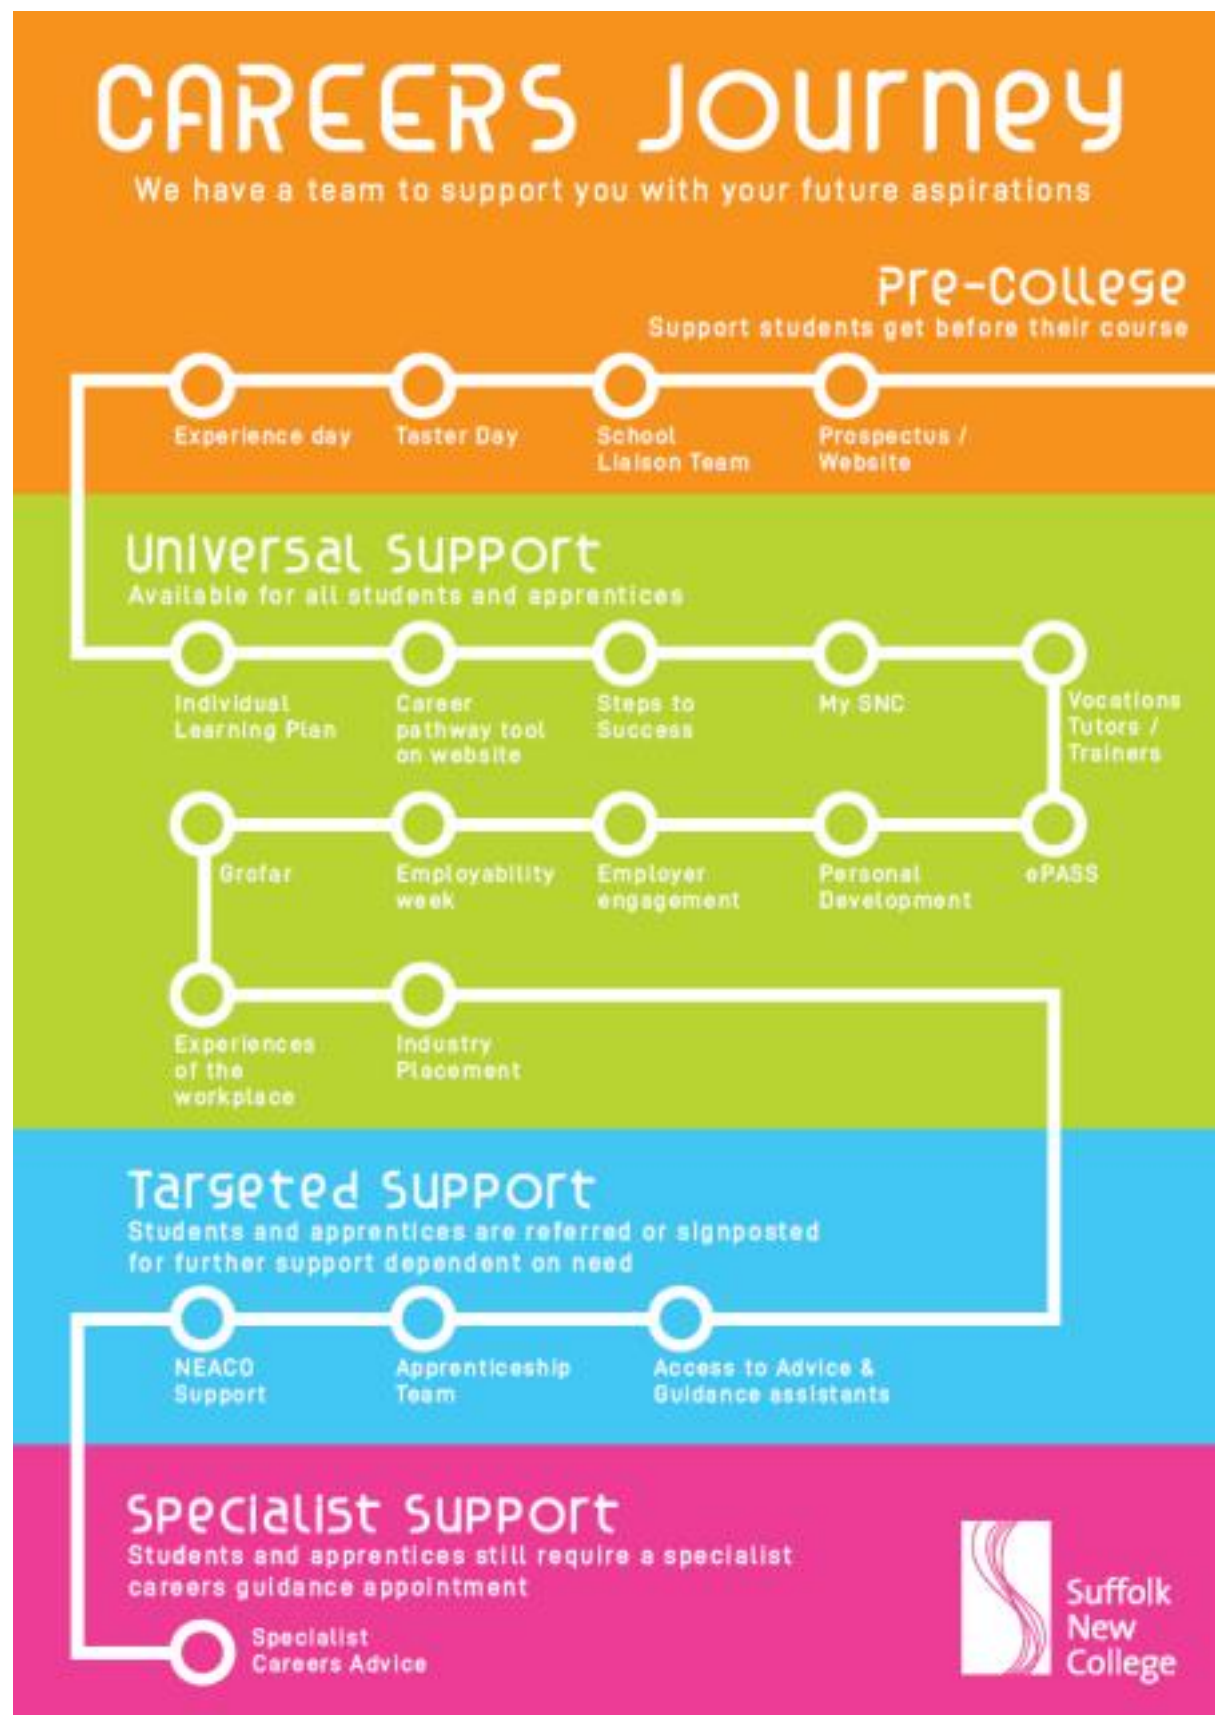 CAREERS Journey
We have a team to support you with your future aspirations
Pre-College
Support students get before their course
Experience day
Taster Day
School
Liaison Team
Prospectus /
Website
Universal Support
Available for all students and apprentices
Individual
Learning Plan
Career
pathway tool
on website
Steps to
Success
My SNC
Vocations
Tutors /
Trainers
Grofar
Employability
week
Employer
engagement
Personal
Development
ePASS
Experiences
of the
workplace
Industry
Placement
Targeted Support
Students and apprentices are referred or signposted
for further support dependent on need
NEACO
Support
Apprenticeship
Team
Access to Advice &
Guidance assistants
Specialist Support
Students and apprentices still require a specialist
careers guidance appointment
Specialist
Careers Advice
Suffolk
New
College